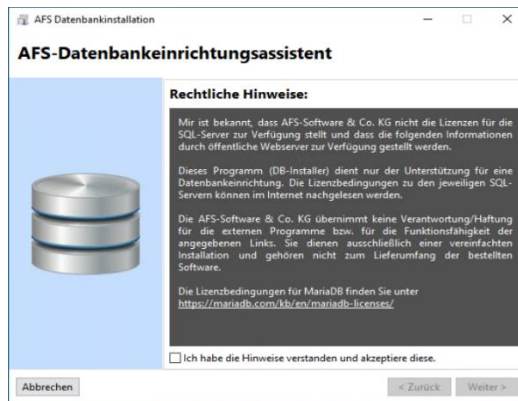 AFS Datenbankinstallation
AFS-Datenbankeinrichtungsassistent
Rechtliche Hinweise:
Mir ist bekannt, dass AFS-Software & Co. KG nicht die Lizenzen für die
SQL-Server zur Verfügung stellt und dass die folgenden Informationen
durch öffentliche Webserver zur Verfügung gestellt werden.
Dieses Programm (DB-Installer) dient nur der Unterstützung für eine
Datenbankeinrichtung. Die Lizenzbedingungen zu den jeweiligen SQL-
Servern können im Internet nachgelesen werden.
Die AFS-Software & Co. KG übernimmt keine Verantwortung/Haftung
für die externen Programme bzw. für die Funktionsfähigkeit der
angegebenen Links. Sie dienen ausschließlich einer vereinfachten
Installation und gehören nicht zum Lieferumfang der bestellten
Software.
Die Lizenzbedingungen für MariaDB finden Sie unter
https://mariadb.com/kb/en/mariadb-licenses/
Ich habe die Hinweise verstanden und akzeptiere diese.
Abbrechen
< Zurück
Weiter >